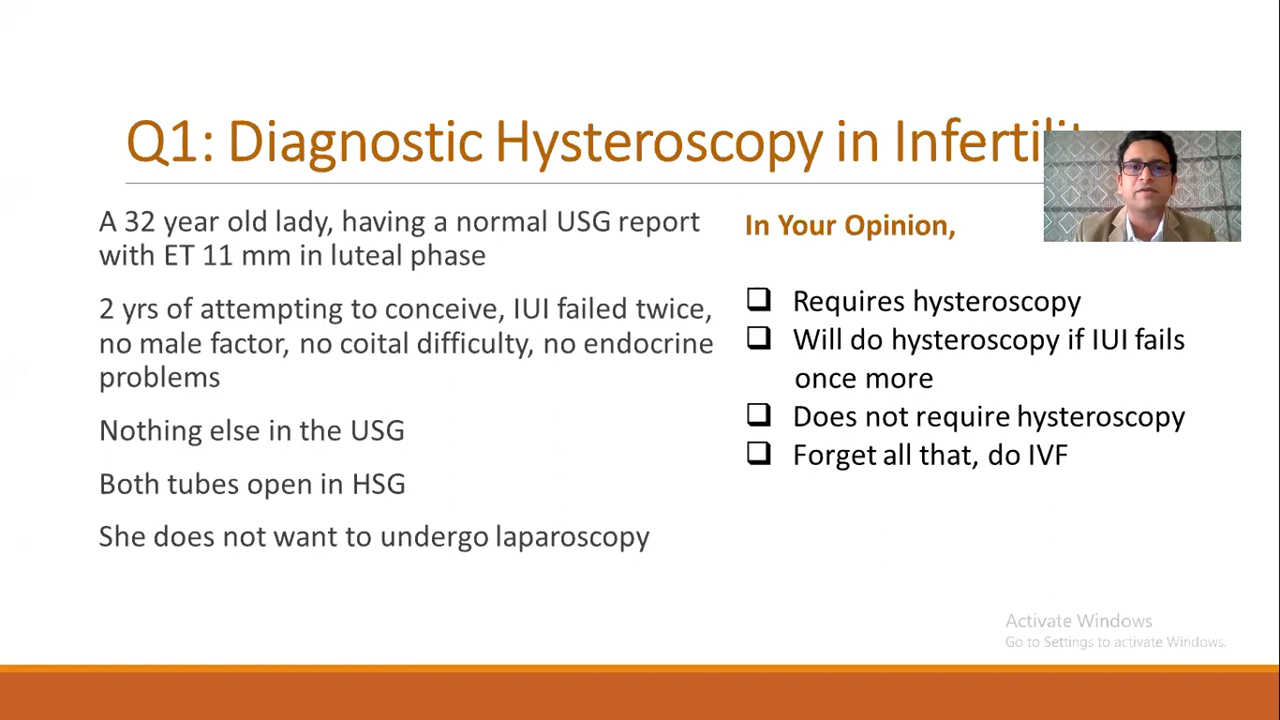 Q1: Diagnostic Hysteroscopy in
A 32 year old lady, having a normal USG report
with ET 11 mm in luteal phase
2 yrs of attempting to conceive, IUI failed twice,
no male factor, no coital difficulty, no endocrine
problems
Nothing else in the USG
Both tubes open in HSG
She does not want to undergo laparoscopy
In Your Opinion,
❑ Requires hysteroscopy
❑ Will do hysteroscopy if IUI fails
once more
❑ Does not require hysteroscopy
❑ Forget all that, do IVF
Activate Windows
Go to Settings to activate Windows.